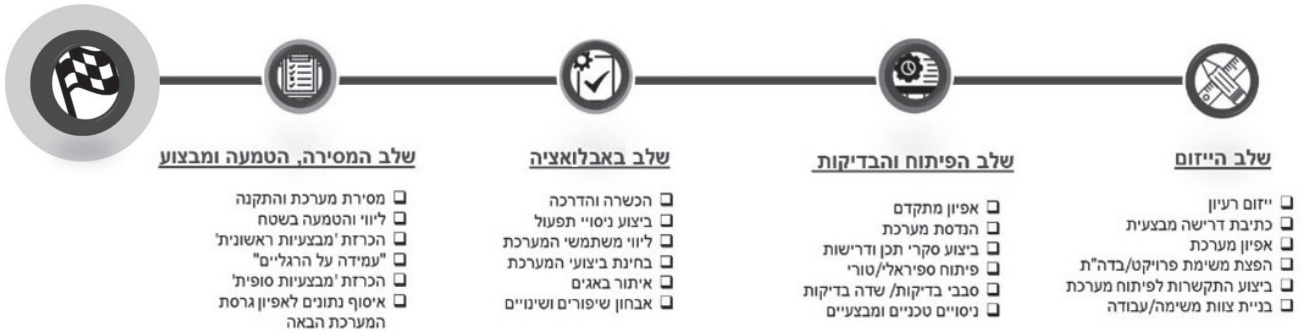 שלב הייזום
ייזום רעיון
כתיבת דרישה מבצעית
אפיון מערכת
הפצת משימת פרויקט/בדה"ת
ביצוע התקשרות לפיתוח מערכת
בניית צוות משימה/עבודה
שלב הפיתוח והבדיקות
אפיון מתקדם
הנדסת מערכת
ביצוע סקרי תכן ודרישות
פיתוח ספיראלי/טורי
סבבי בדיקות/ שדה בדיקות
ניסויים טכניים ומבצעיים
שלב באבלואציה
הכשרה והדרכה
ביצוע ניסויי תפעול
ליווי משתמשי המערכת
בחינת ביצועי המערכת
איתור באגים
אבחון שיפורים ושינויים
שלב המסירה, הטמעה ומבצוע
מסירת מערכת והתקנה
ליווי והטמעה בשטח
הכרזת 'מבצעיות ראשונית'
"עמידה על הרגליים"
הכרזת 'מבצעיות סופית'
איסוף נתונים לאפיון גרסת
המערכת הבאה